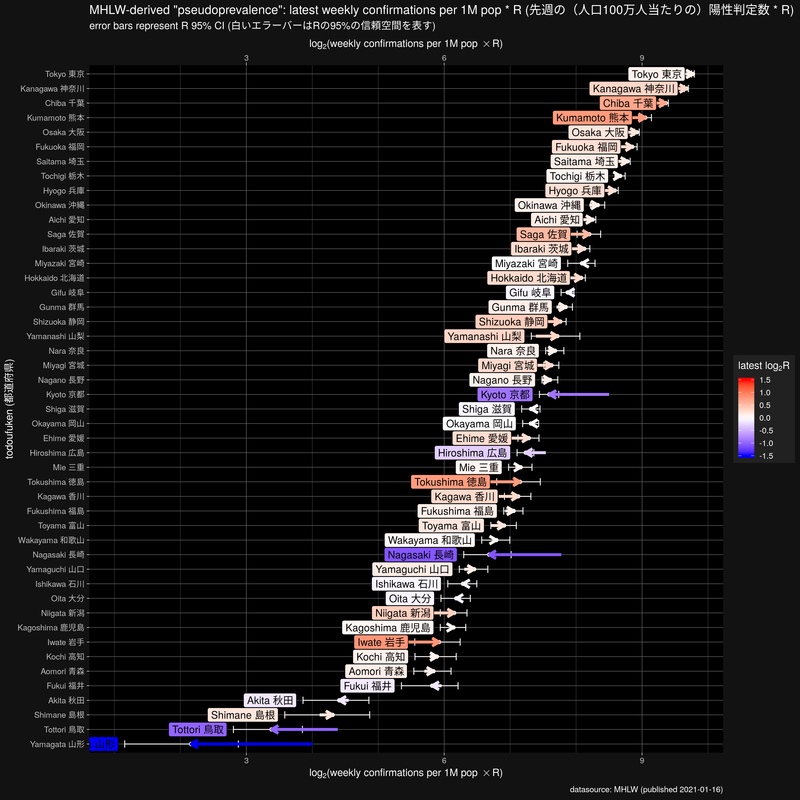 MHLW-derived "pseudoprevalence": latest weekly confirmations per 1M pop * R (先週の（人口100万人当たりの）陽性判定数 * R)
error bars represent R 95% CI (白いエラーバーはRの95%の信頼空間を表す)
log2(weekly confirmations per 1M pop × R)
3 9
Tokyo 東京 Tokyo 東京
Kanagawa 神奈川 Kanagawa 神奈川
Chiba 千葉 Chiba 千葉
Kumamoto 熊本 Kumamoto 熊本
Osaka 大阪 Osaka 大阪
Fukuoka 福岡 Fukuoka 福岡
Saitama 埼玉 Saitama 埼玉
Tochigi 栃木 Tochigi 栃木
Hyogo 兵庫 Hyogo 兵庫
Okinawa 沖縄 Okinawa 沖縄
Aichi 愛知 Aichi 愛知
Saga 佐賀 Saga 佐賀
Ibaraki 茨城 Ibaraki 茨城
Miyazaki 宮崎 Miyazaki 宮崎
Hokkaido 北海道 Hokkaido 北海道
Gifu 岐阜 Gifu 岐阜
Gunma 群馬 Gunma 群馬
Shizuoka 静岡 Shizuoka 静岡
Yamanashi 山梨 Yamanashi 山梨
Nara 奈良 Nara 奈良
Miyagi 宮城 Miyagi 宮城
Nagano 長野 Nagano 長野
Kyoto 京都 Kyoto 京都
Shiga 滋賀 Shiga 滋賀
Okayama 岡山 Okayama 岡山
Ehime 愛媛 Ehime 愛媛
Hiroshima 広島 Hiroshima 広島
Mie 三重 Mie 三重
Tokushima 徳島 Tokushima 徳島
Kagawa 香川 Kagawa 香川
Fukushima 福島 Fukushima 福島
Toyama 富山 Toyama 富山
Wakayama 和歌山 Wakayama 和歌山
Nagasaki 長崎 Nagasaki 長崎
Yamaguchi 山口 Yamaguchi 山口
Ishikawa 石川 Ishikawa 石川
Oita 大分 Oita 大分
Niigata 新潟 Niigata 新潟
Kagoshima 鹿児島 Kagoshima 鹿児島
Iwate 岩手 Iwate 岩手
Kochi 高知 Kochi 高知
Aomori 青森 Aomori 青森
Fukui 福井 Fukui 福井
Akita 秋田 Akita 秋田
Shimane 島根 Shimane 島根
Tottori 鳥取 Tottori 鳥取
Yamagata 山形 山形
3 6 9
log2(weekly confirmations per 1M pop × R)
todoufuken (都道府県)
latest log2R
1.5
1.0
0.5
0.0
-0.5
-1.0
-1.5
datasource: MHLW (published 2021-01-16)